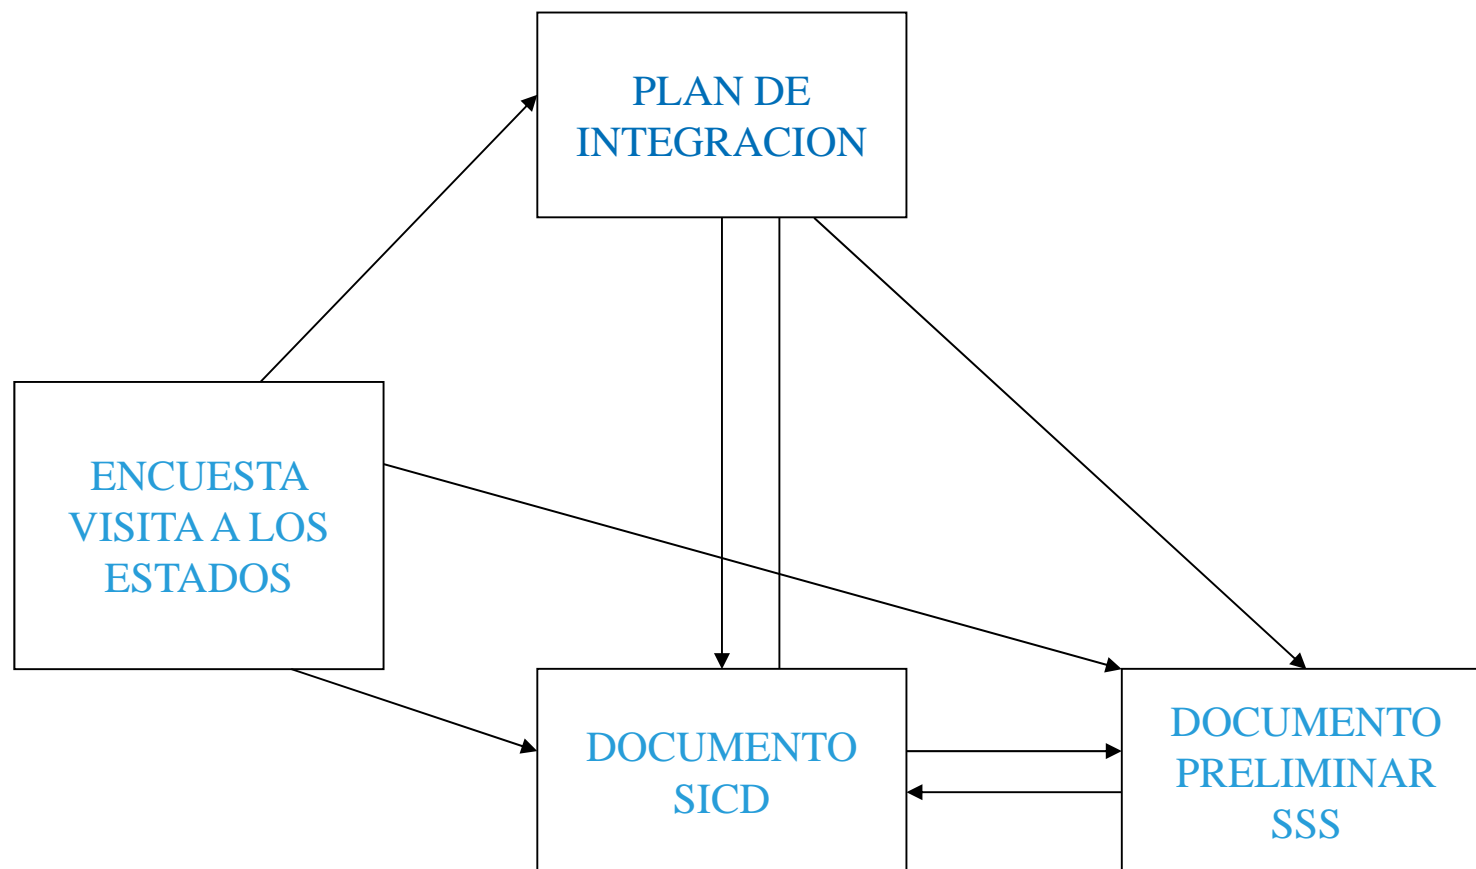 PLAN DE
INTEGRACION
ENCUESTA
VISITA A LOS
ESTADOS
DOCUMENTO
SICD
DOCUMENTO
PRELIMINAR
SSS